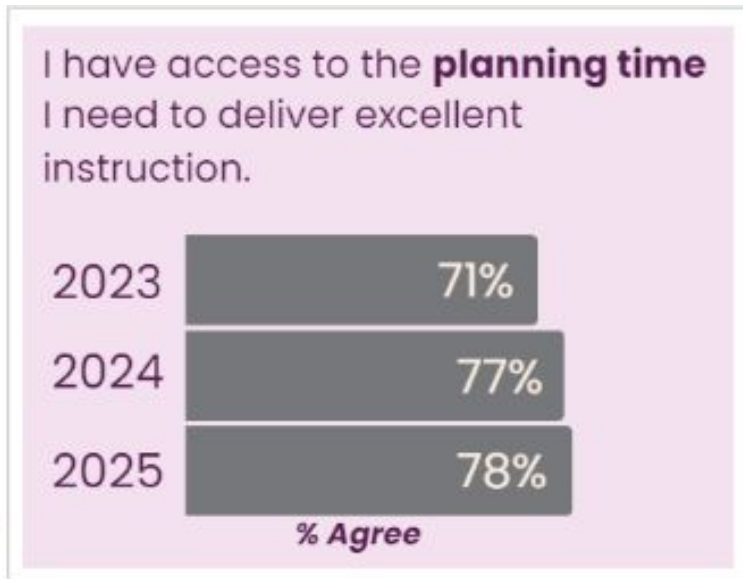 I have access to the planning time
I need to deliver excellent
instruction.
2023 71%
2024 77%
2025 78%
% Agree